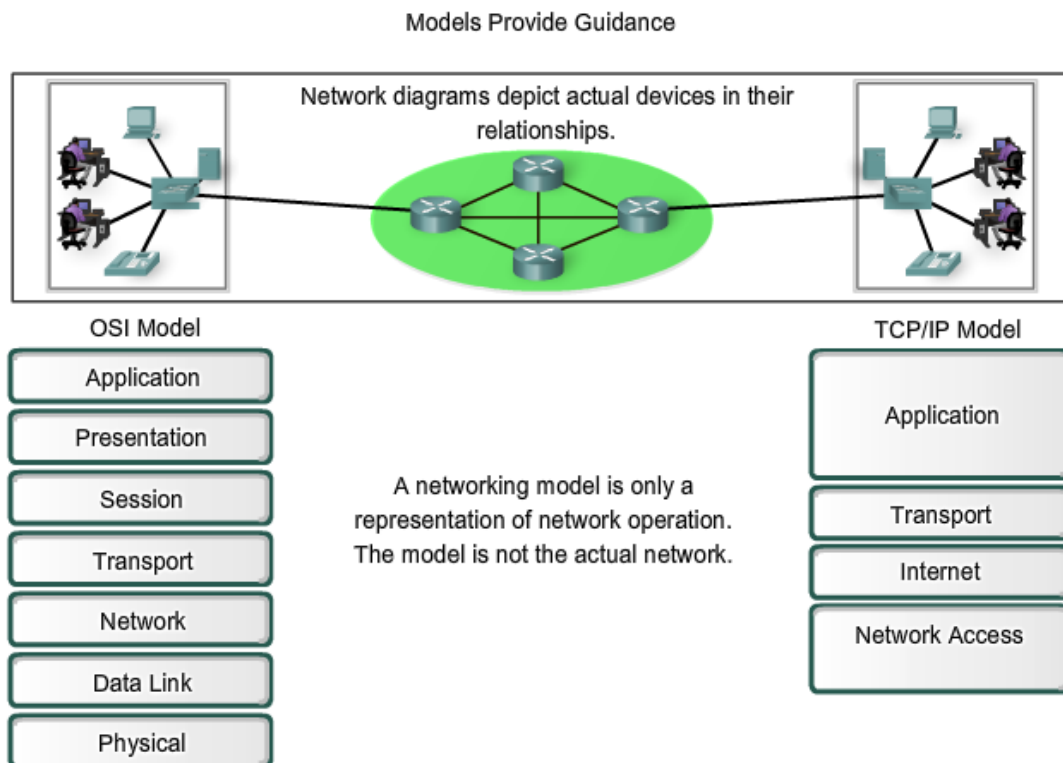 Models Provide Guidance
Network diagrams depict actual devices in their
relationships.
OSI Model
Application
Presentation
Session
Transport
Network
Data Link
Physical
A networking model is only a
representation of network operation.
The model is not the actual network.
TCP/IP Model
Application
Transport
Internet
Network Access